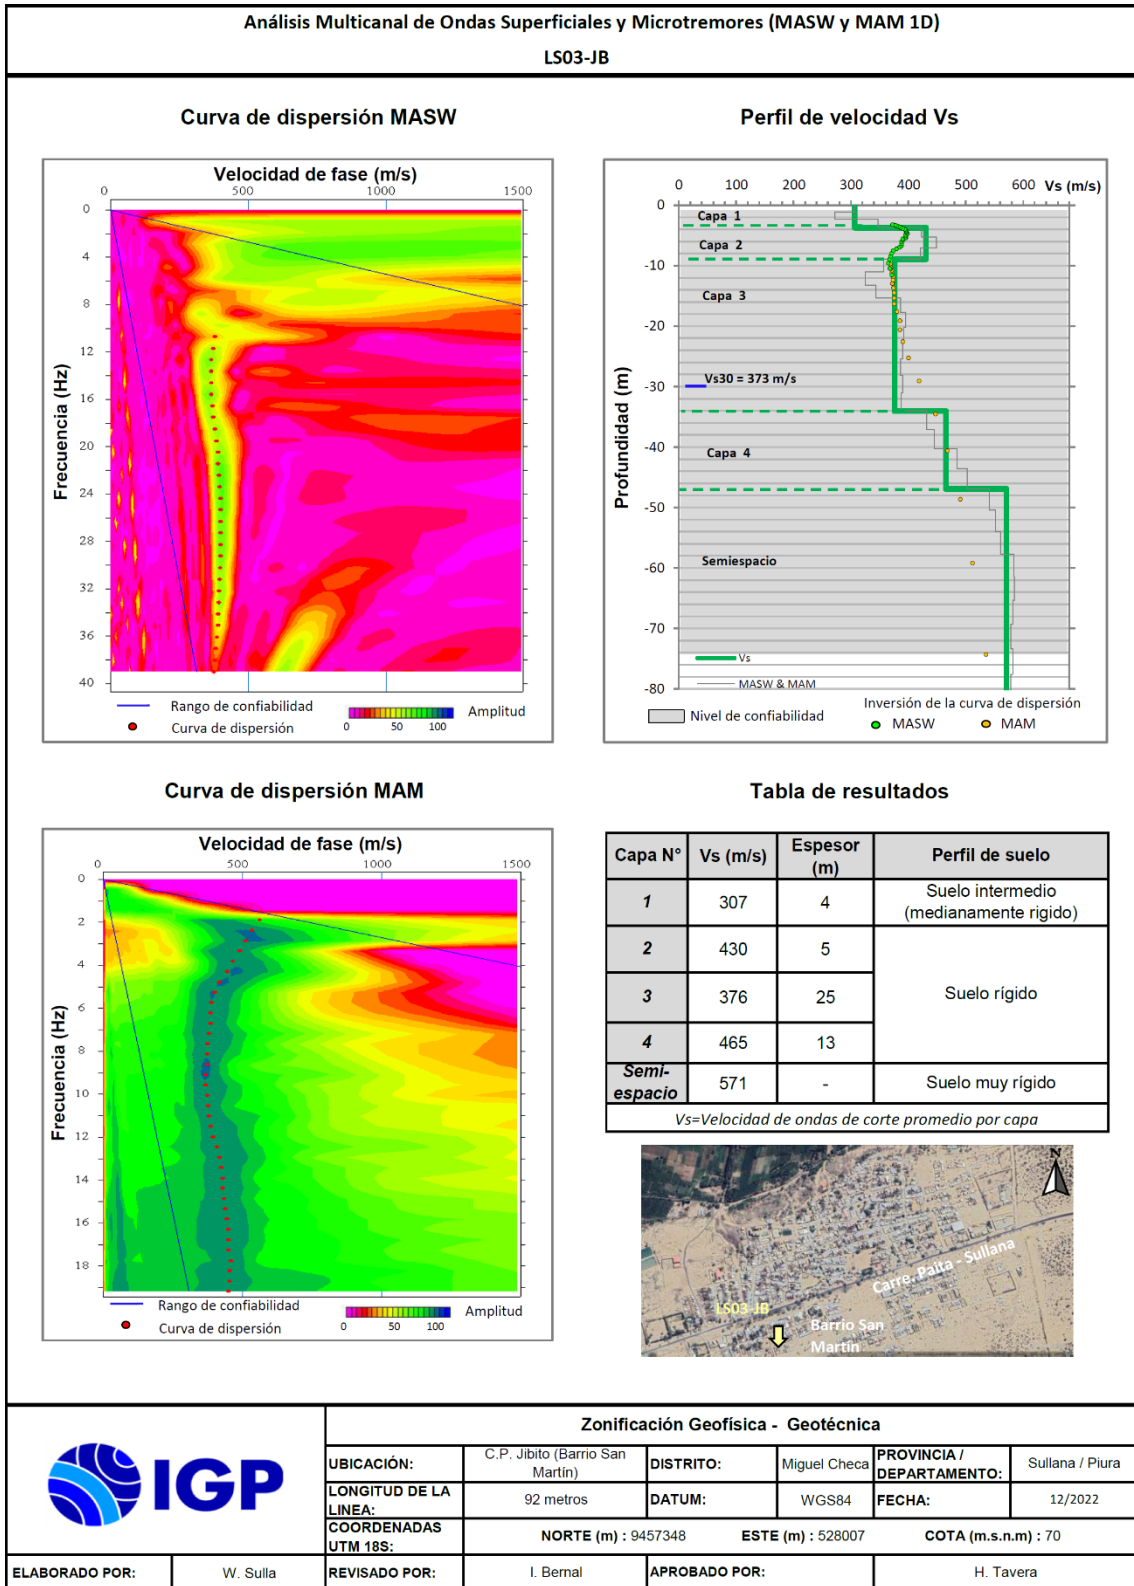 Análisis Multicanal de Ondas Superficiales y Microtremores (MASW y MAM 1D)
LS03-JB
Curva de dispersión MASW
Velocidad de fase (m/s)
0 500 1000 1500
Frecuencia (Hz)
0
4
8
12
16
20
24
28
32
36
40
Rango de confiabilidad
Curva de dispersión
0 50 100
Amplitud
Perfil de velocidad Vs
0 100 200 300 400 500 600 Vs (m/s)
Profundidad (m)
0
-10
-20
-30
-40
-50
-60
-70
-80
Capa 1
Capa 2
Capa 3
Vs30 = 373 m/s
Capa 4
Semiespacio
Vs
MASW & MAM
Nivel de confiabilidad
Inversión de la curva de dispersión
MASW MAM
Curva de dispersión MAM
Velocidad de fase (m/s)
0 500 1000 1500
Frecuencia (Hz)
0
2
4
6
8
10
12
14
16
18
Rango de confiabilidad
Curva de dispersión
0 50 100
Amplitud
Tabla de resultados
Capa N° Vs (m/s) Espesor (m) Perfil de suelo
1 307 4 Suelo intermedio (medianamente rigido)
2 430 5
3 376 25 Suelo rígido
4 465 13
Semi-espacio 571 - Suelo muy rígido
Vs=Velocidad de ondas de corte promedio por capa
N
Carre. Paita - Sullana
LS03-JB
Barrio San
Martín
IGP
Zonificación Geofísica - Geotécnica
UBICACIÓN: C.P. Jibito (Barrio San Martín) DISTRITO: Miguel Checa PROVINCIA / DEPARTAMENTO: Sullana / Piura
LONGITUD DE LA LINEA: 92 metros DATUM: WGS84 FECHA: 12/2022
COORDENADAS UTM 18S: NORTE (m) : 9457348 ESTE (m) : 528007 COTA (m.s.n.m) : 70
ELABORADO POR: W. Sulla REVISADO POR: I. Bernal APROBADO POR: H. Tavera